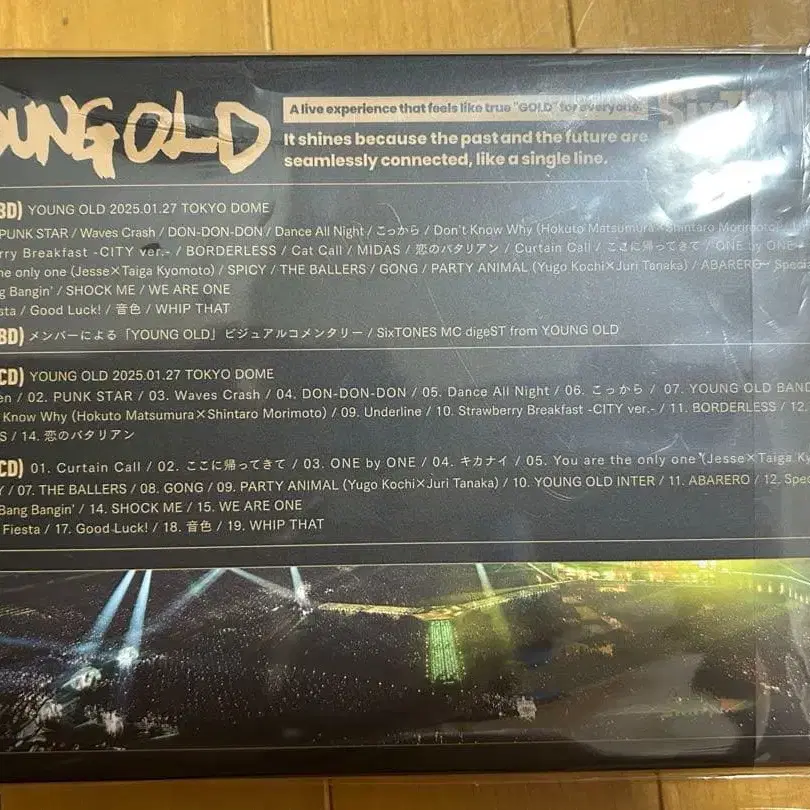 OUNG OLD
A live experience that feels like true "GOLD" for everyone.
SixTON
It shines because the past and the future are
seamlessly connected, like a single line.
BD) YOUNG OLD 2025.01.27 TOKYO DOME
PUNK STAR / Waves Crash / DON-DON-DON / Dance All Night / こっから / Don't Know Why (Hokuto Matsumura×Shintaro Morimoto)
rry Breakfast -CITY ver.- / BORDERLESS / Cat Call / MIDAS / 恋のバタリアン / Curtain Call / ここに帰ってきて / ONE by ONE
he only one (Jesse×Taiga Kyomoto) / SPICY / THE BALLERS / GONG / PARTY ANIMAL (Yugo Kochi×Juri Tanaka) / ABARERO / Speci
g Bangin' / SHOCK ME / WE ARE ONE
sta / Good Luck! / 音色 / WHIP THAT
BD) メンバーによる「YOUNG OLD」ビジュアルコメンタリー / SixTONES MC digeST from YOUNG OLD
CD) YOUNG OLD 2025.01.27 TOKYO DOME
en / 02. PUNK STAR / 03. Waves Crash / 04. DON-DON-DON / 05. Dance All Night / 06. こっから / 07. YOUNG OLD BAND
Know Why (Hokuto Matsumura×Shintaro Morimoto) / 09. Underline / 10. Strawberry Breakfast -CITY ver.- / 11. BORDERLESS / 12.
S / 14. 恋のバタリアン
CD) 01. Curtain Call / 02. ここに帰ってきて / 03. ONE by ONE / 04. キカナイ / 05. You are the only one (Jesse×Taiga Ky
Y / 07. THE BALLERS / 08. GONG / 09. PARTY ANIMAL (Yugo Kochi×Juri Tanaka) / 10. YOUNG OLD INTER / 11. ABARERO / 12. Spec
Bang Bangin' / 14. SHOCK ME / 15. WE ARE ONE
Fiesta / 17. Good Luck! / 18. 音色 / 19. WHIP THAT